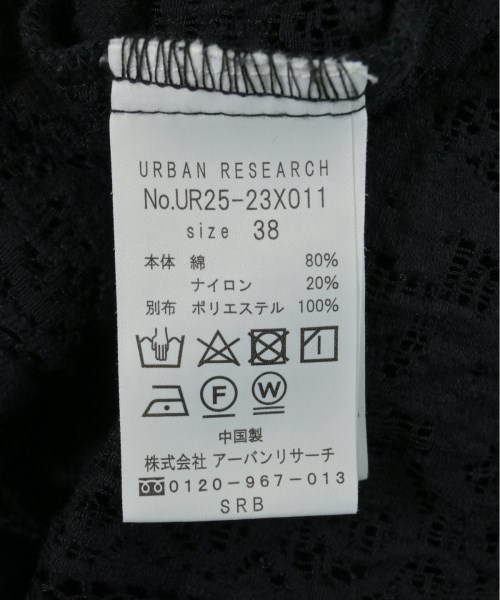 URBAN RESEARCH
No.UR25-23X011
size 38
本体 綿 80%
ナイロン 20%
別布 ポリエステル 100%
F W
中国製
株式会社 アーバンリサーチ
0120-967-013
SRB